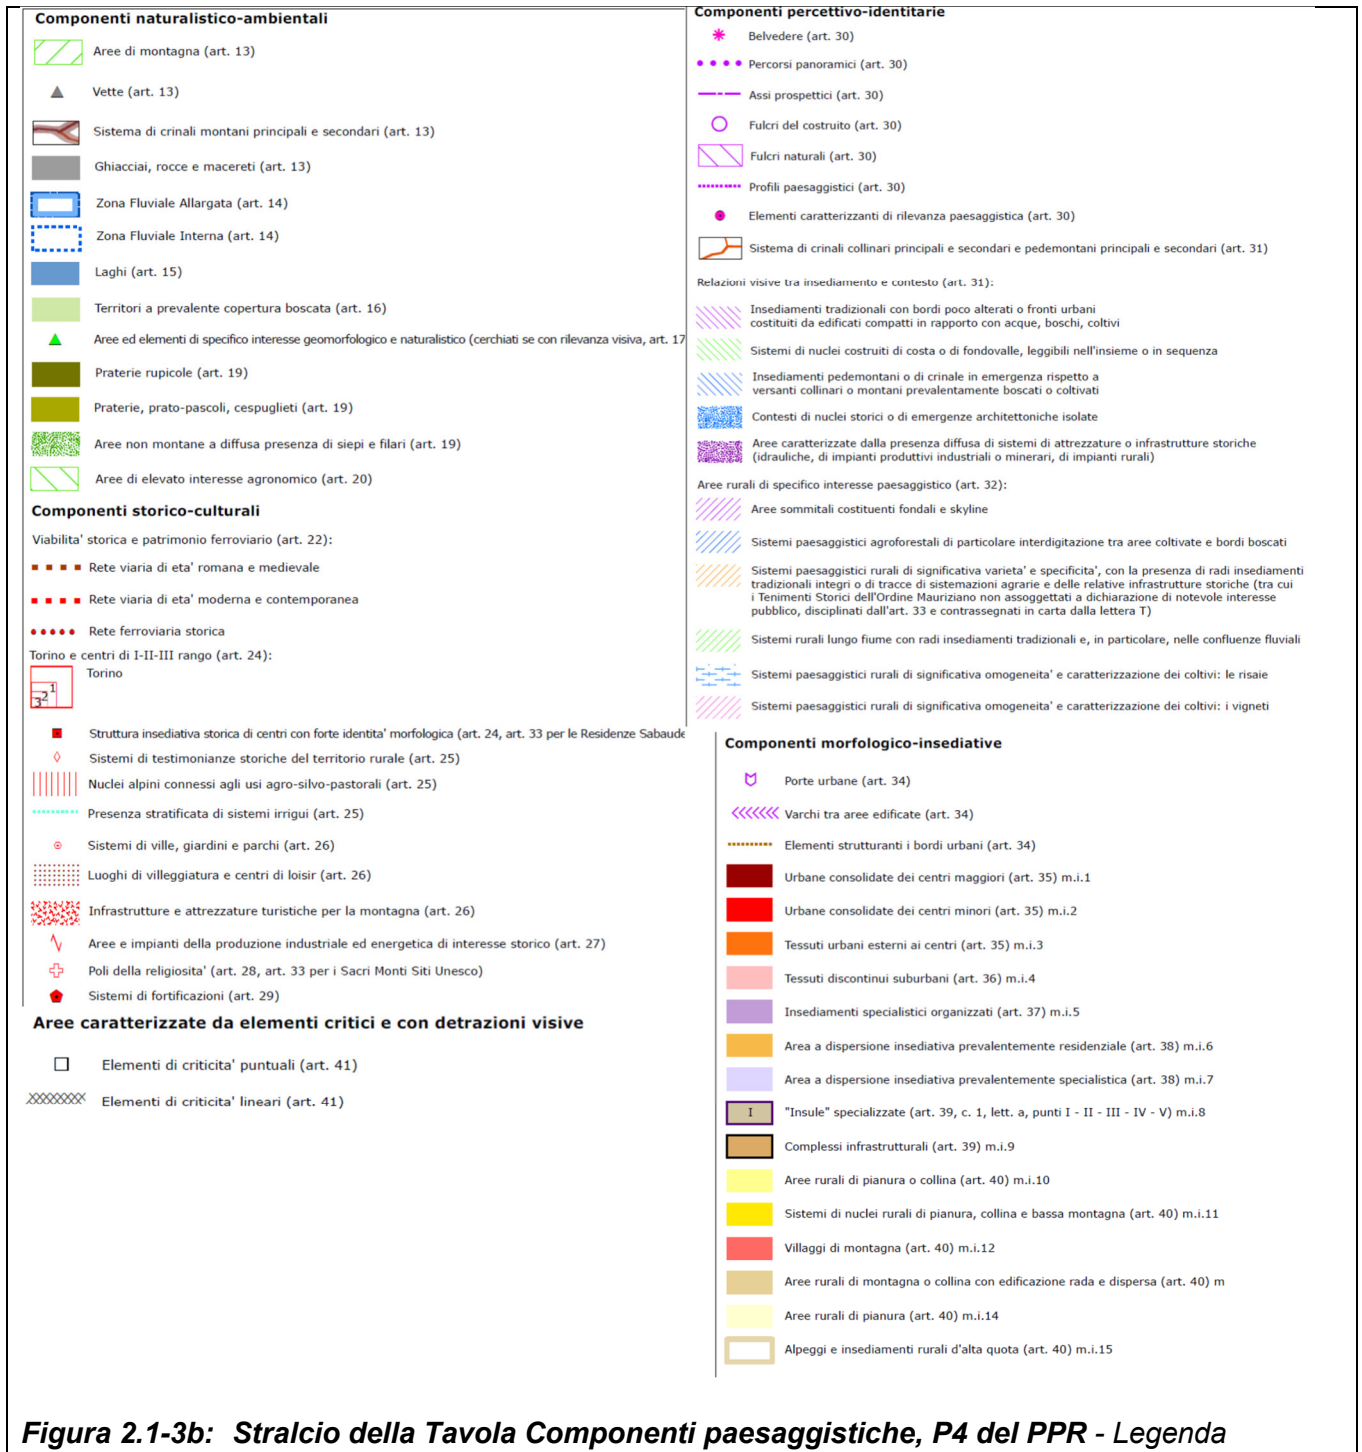 Componenti naturalistico-ambientali
Aree di montagna (art. 13)
Vette (art. 13)
Sistema di crinali montani principali e secondari (art. 13)
Ghiacciai, rocce e macereti (art. 13)
Zona Fluviale Allargata (art. 14)
Zona Fluviale Interna (art. 14)
Laghi (art. 15)
Territori a prevalente copertura boscata (art. 16)
Aree ed elementi di specifico interesse geomorfologico e naturalistico (cerchiati se con rilevanza visiva, art. 17
Praterie rupicole (art. 19)
Praterie, prato-pascoli, cespuglieti (art. 19)
Aree non montane a diffusa presenza di siepi e filari (art. 19)
Aree di elevato interesse agronomico (art. 20)
Componenti storico-culturali
Viabilita' storica e patrimonio ferroviario (art. 22):
Rete viaria di eta' romana e medievale
Rete viaria di eta' moderna e contemporanea
Rete ferroviaria storica
Torino e centri di I-II-III rango (art. 24):
Torino
1
2
3
Struttura insediativa storica di centri con forte identita' morfologica (art. 24, art. 33 per le Residenze Sabaude
Sistemi di testimonianze storiche del territorio rurale (art. 25)
Nuclei alpini connessi agli usi agro-silvo-pastorali (art. 25)
Presenza stratificata di sistemi irrigui (art. 25)
Sistemi di ville, giardini e parchi (art. 26)
Luoghi di villeggiatura e centri di loisir (art. 26)
Infrastrutture e attrezzature turistiche per la montagna (art. 26)
Aree e impianti della produzione industriale ed energetica di interesse storico (art. 27)
Poli della religiosita' (art. 28, art. 33 per i Sacri Monti Siti Unesco)
Sistemi di fortificazioni (art. 29)
Aree caratterizzate da elementi critici e con detrazioni visive
Elementi di criticita' puntuali (art. 41)
Elementi di criticita' lineari (art. 41)
Componenti percettivo-identitarie
Belvedere (art. 30)
Percorsi panoramici (art. 30)
Assi prospettici (art. 30)
Fulcri del costruito (art. 30)
Fulcri naturali (art. 30)
Profili paesaggistici (art. 30)
Elementi caratterizzanti di rilevanza paesaggistica (art. 30)
Sistema di crinali collinari principali e secondari e pedemontani principali e secondari (art. 31)
Relazioni visive tra insediamento e contesto (art. 31):
Insediamenti tradizionali con bordi poco alterati o fronti urbani
costituiti da edificati compatti in rapporto con acque, boschi, coltivi
Sistemi di nuclei costruiti di costa o di fondovalle, leggibili nell'insieme o in sequenza
Insediamenti pedemontani o di crinale in emergenza rispetto a
versanti collinari o montani prevalentemente boscati o coltivati
Contesti di nuclei storici o di emergenze architettoniche isolate
Aree caratterizzate dalla presenza diffusa di sistemi di attrezzature o infrastrutture storiche
(idrauliche, di impianti produttivi industriali o minerari, di impianti rurali)
Aree rurali di specifico interesse paesaggistico (art. 32):
Aree sommitali costituenti fondali e skyline
Sistemi paesaggistici agroforestali di particolare interdigitazione tra aree coltivate e bordi boscati
Sistemi paesaggistici rurali di significativa varieta' e specificita', con la presenza di radi insediamenti
tradizionali integri o di tracce di sistemazioni agrarie e delle relative infrastrutture storiche (tra cui
i Tenimenti Storici dell'Ordine Mauriziano non assoggettati a dichiarazione di notevole interesse
pubblico, disciplinati dall'art. 33 e contrassegnati in carta dalla lettera T)
Sistemi rurali lungo fiume con radi insediamenti tradizionali e, in particolare, nelle confluenze fluviali
Sistemi paesaggistici rurali di significativa omogeneita' e caratterizzazione dei coltivi: le risaie
Sistemi paesaggistici rurali di significativa omogeneita' e caratterizzazione dei coltivi: i vigneti
Componenti morfologico-insediative
Porte urbane (art. 34)
Varchi tra aree edificate (art. 34)
Elementi strutturanti i bordi urbani (art. 34)
Urbane consolidate dei centri maggiori (art. 35) m.i.1
Urbane consolidate dei centri minori (art. 35) m.i.2
Tessuti urbani esterni ai centri (art. 35) m.i.3
Tessuti discontinui suburbani (art. 36) m.i.4
Insediamenti specialistici organizzati (art. 37) m.i.5
Area a dispersione insediativa prevalentemente residenziale (art. 38) m.i.6
Area a dispersione insediativa prevalentemente specialistica (art. 38) m.i.7
I "Insule" specializzate (art. 39, c. 1, lett. a, punti I - II - III - IV - V) m.i.8
Complessi infrastrutturali (art. 39) m.i.9
Aree rurali di pianura o collina (art. 40) m.i.10
Sistemi di nuclei rurali di pianura, collina e bassa montagna (art. 40) m.i.11
Villaggi di montagna (art. 40) m.i.12
Aree rurali di montagna o collina con edificazione rada e dispersa (art. 40) m
Aree rurali di pianura (art. 40) m.i.14
Alpeggi e insediamenti rurali d'alta quota (art. 40) m.i.15
Figura 2.1-3b: Stralcio della Tavola Componenti paesaggistiche, P4 del PPR - Legenda